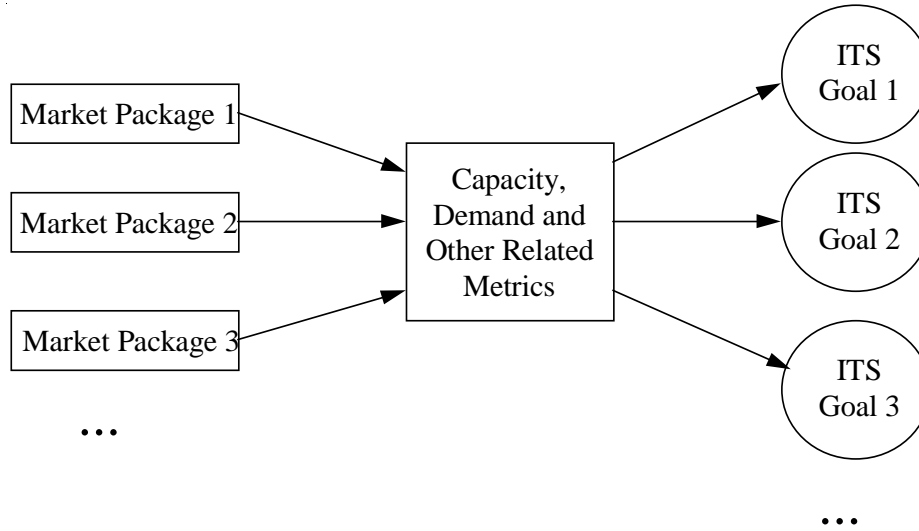 Market Package 1
Market Package 2
Market Package 3
...
Capacity,
Demand and
Other Related
Metrics
ITS
Goal 1
ITS
Goal 2
ITS
Goal 3
...